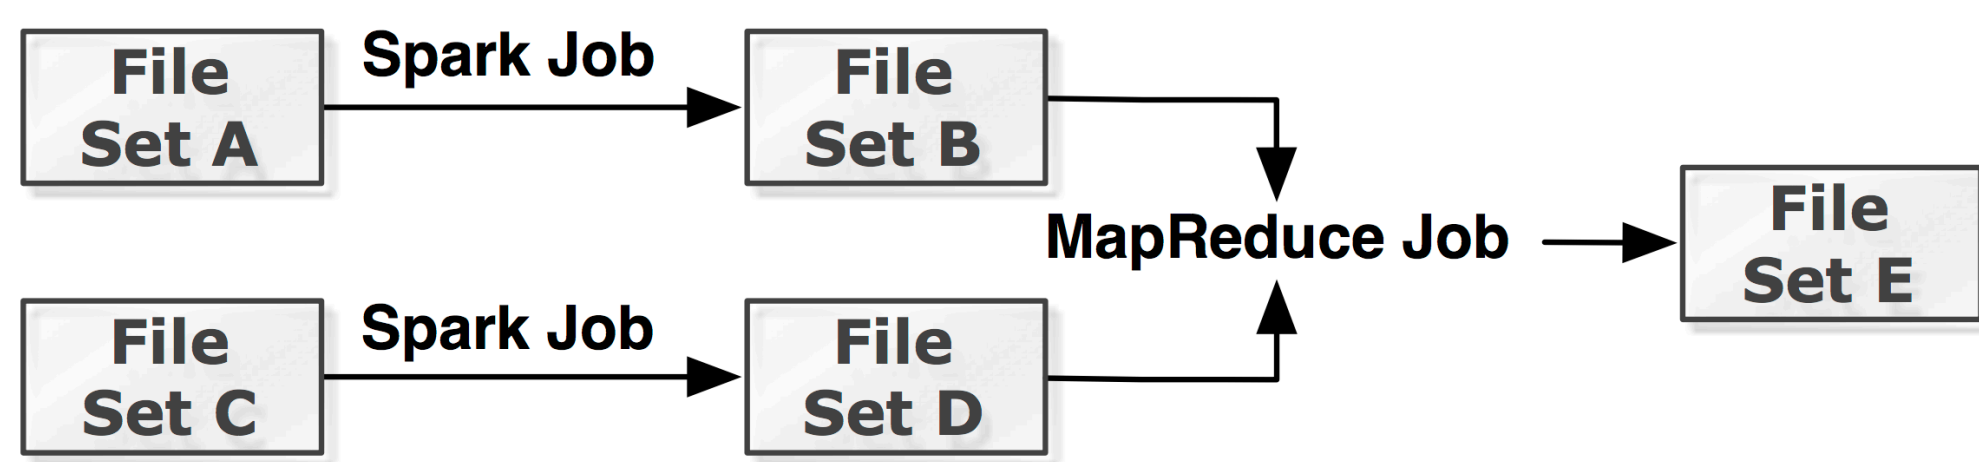 File
Set A
Spark Job
File
Set B
MapReduce Job
File
Set E
File
Set C
Spark Job
File
Set D